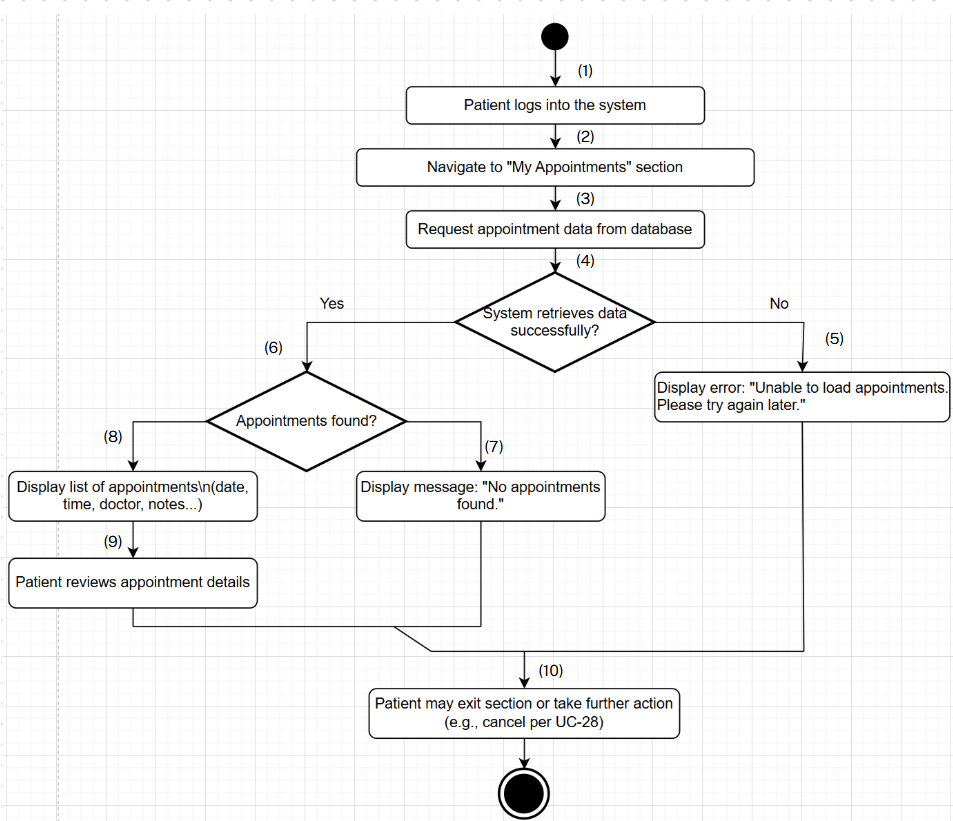 (1)
Patient logs into the system
(2)
Navigate to "My Appointments" section
(3)
Request appointment data from database
(4)
Yes
No
System retrieves data
successfully?
(5)
(6)
Display error: "Unable to load appointments.
Please try again later."
Appointments found?
(8)
(7)
Display list of appointments\n(date,
time, doctor, notes...)
Display message: "No appointments
found."
(9)
Patient reviews appointment details
(10)
Patient may exit section or take further action
(e.g., cancel per UC-28)